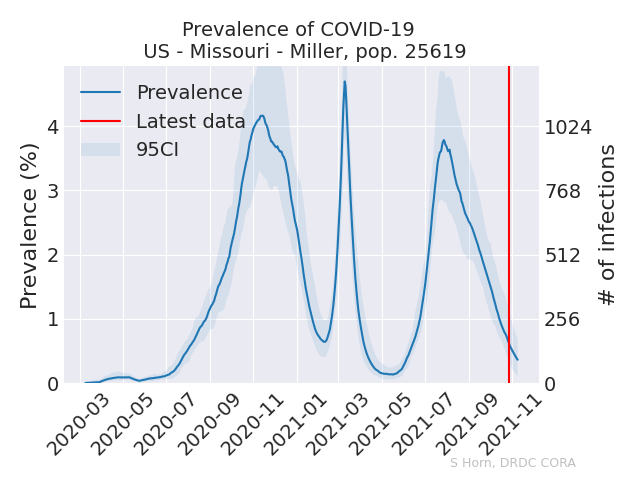 Prevalence of COVID-19
US - Missouri - Miller, pop. 25619
Prevalence
Latest data
95CI
Prevalence (%)
4
3
2
1
0
# of infections
1024
768
512
256
0
2020-03
2020-05
2020-07
2020-09
2020-11
2021-01
2021-03
2021-05
2021-07
2021-09
2021-11
S Horn, DRDC CORA